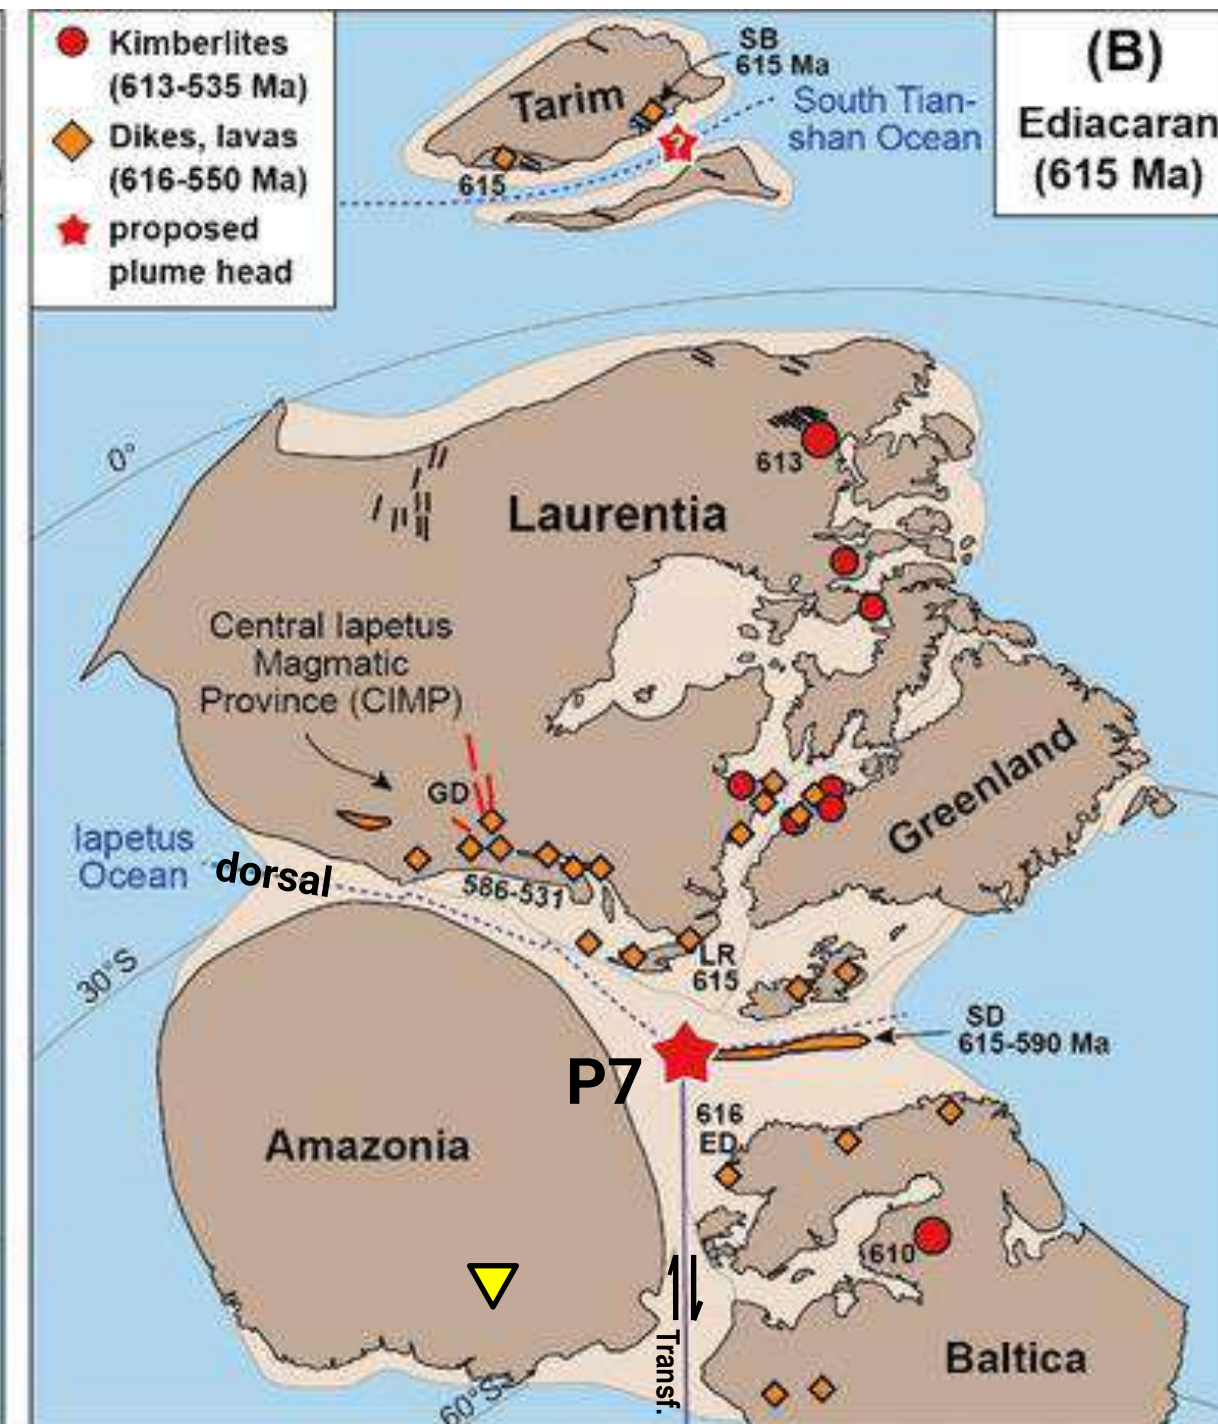 Kimberlites
(613-535 Ma)
Dikes, lavas
(616-550 Ma)
proposed
plume head
(B)
Ediacaran
(615 Ma)
SB
615 Ma
Tarim
South Tian-
shan Ocean
?
615
0°
613
Laurentia
Central Iapetus
Magmatic
Province (CIMP)
GD
Greenland
Iapetus
Ocean
dorsal
586-531
30°S
LR
615
SD
615-590 Ma
P7
616
ED
Amazonia
610
Transf.
Baltica
60°S